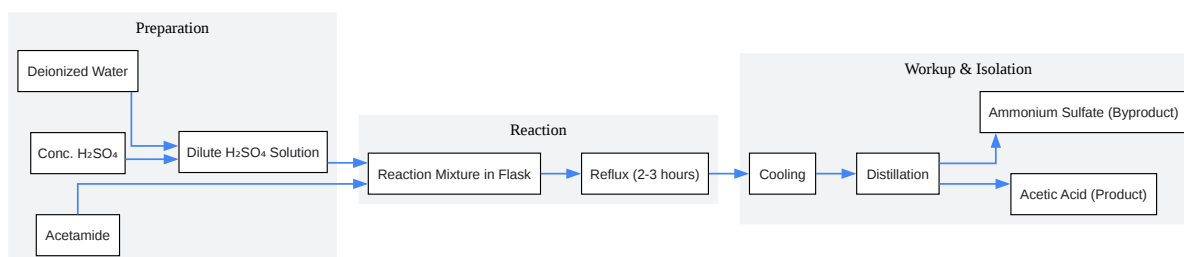 Preparation
Deionized Water
Conc. H₂SO₄
Dilute H₂SO₄ Solution
Acetamide
Reaction
Reaction Mixture in Flask
Reflux (2-3 hours)
Workup & Isolation
Cooling
Distillation
Ammonium Sulfate (Byproduct)
Acetic Acid (Product)